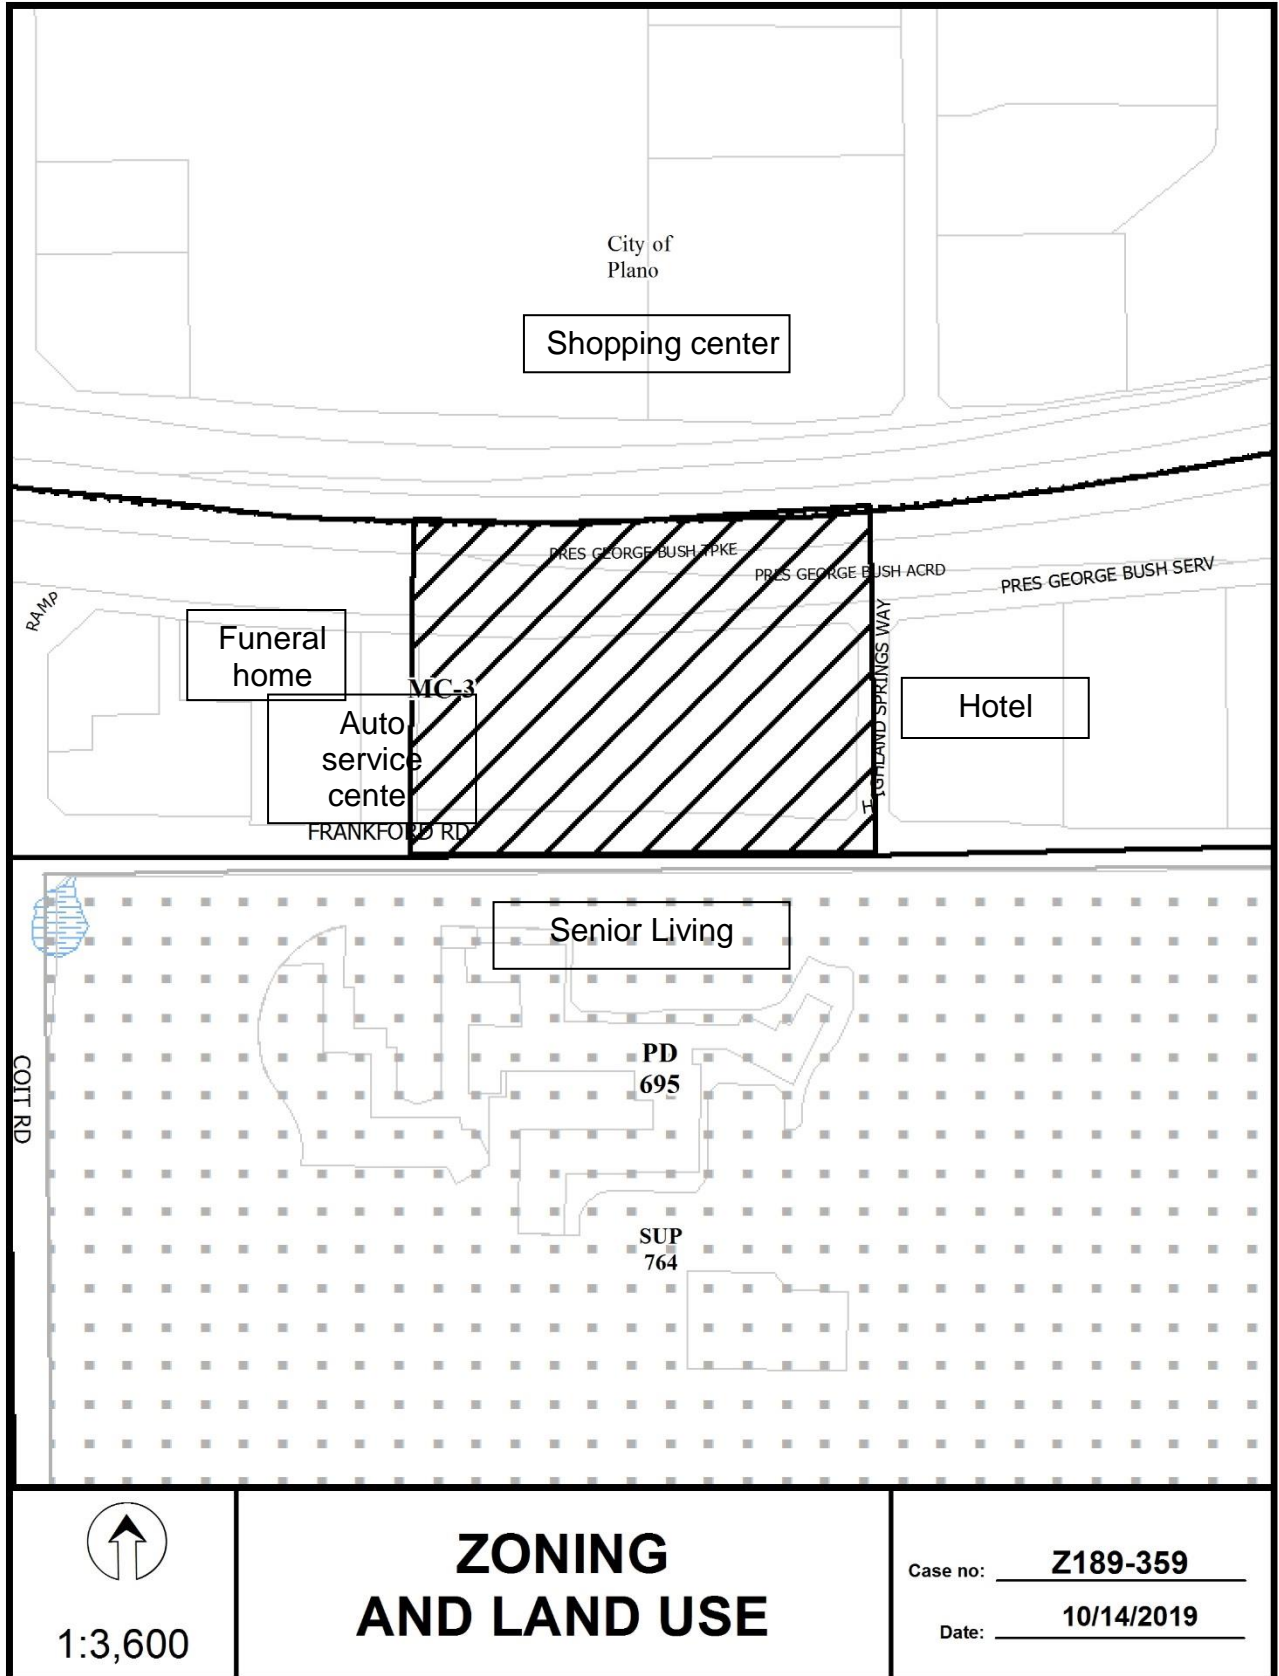 City of
Plano
Shopping center
PRES GEORGE BUSH TPKE
PRES GEORGE BUSH ACRD
PRES GEORGE BUSH SERV
RAMP
Funeral
home
MC-3
HIGHLAND SPRINGS WAY
Hotel
Auto
service
center
FRANKFORD RD
Senior Living
COIT RD
PD
695
SUP
764
1:3,600
ZONING
AND LAND USE
Case no: Z189-359
Date: 10/14/2019